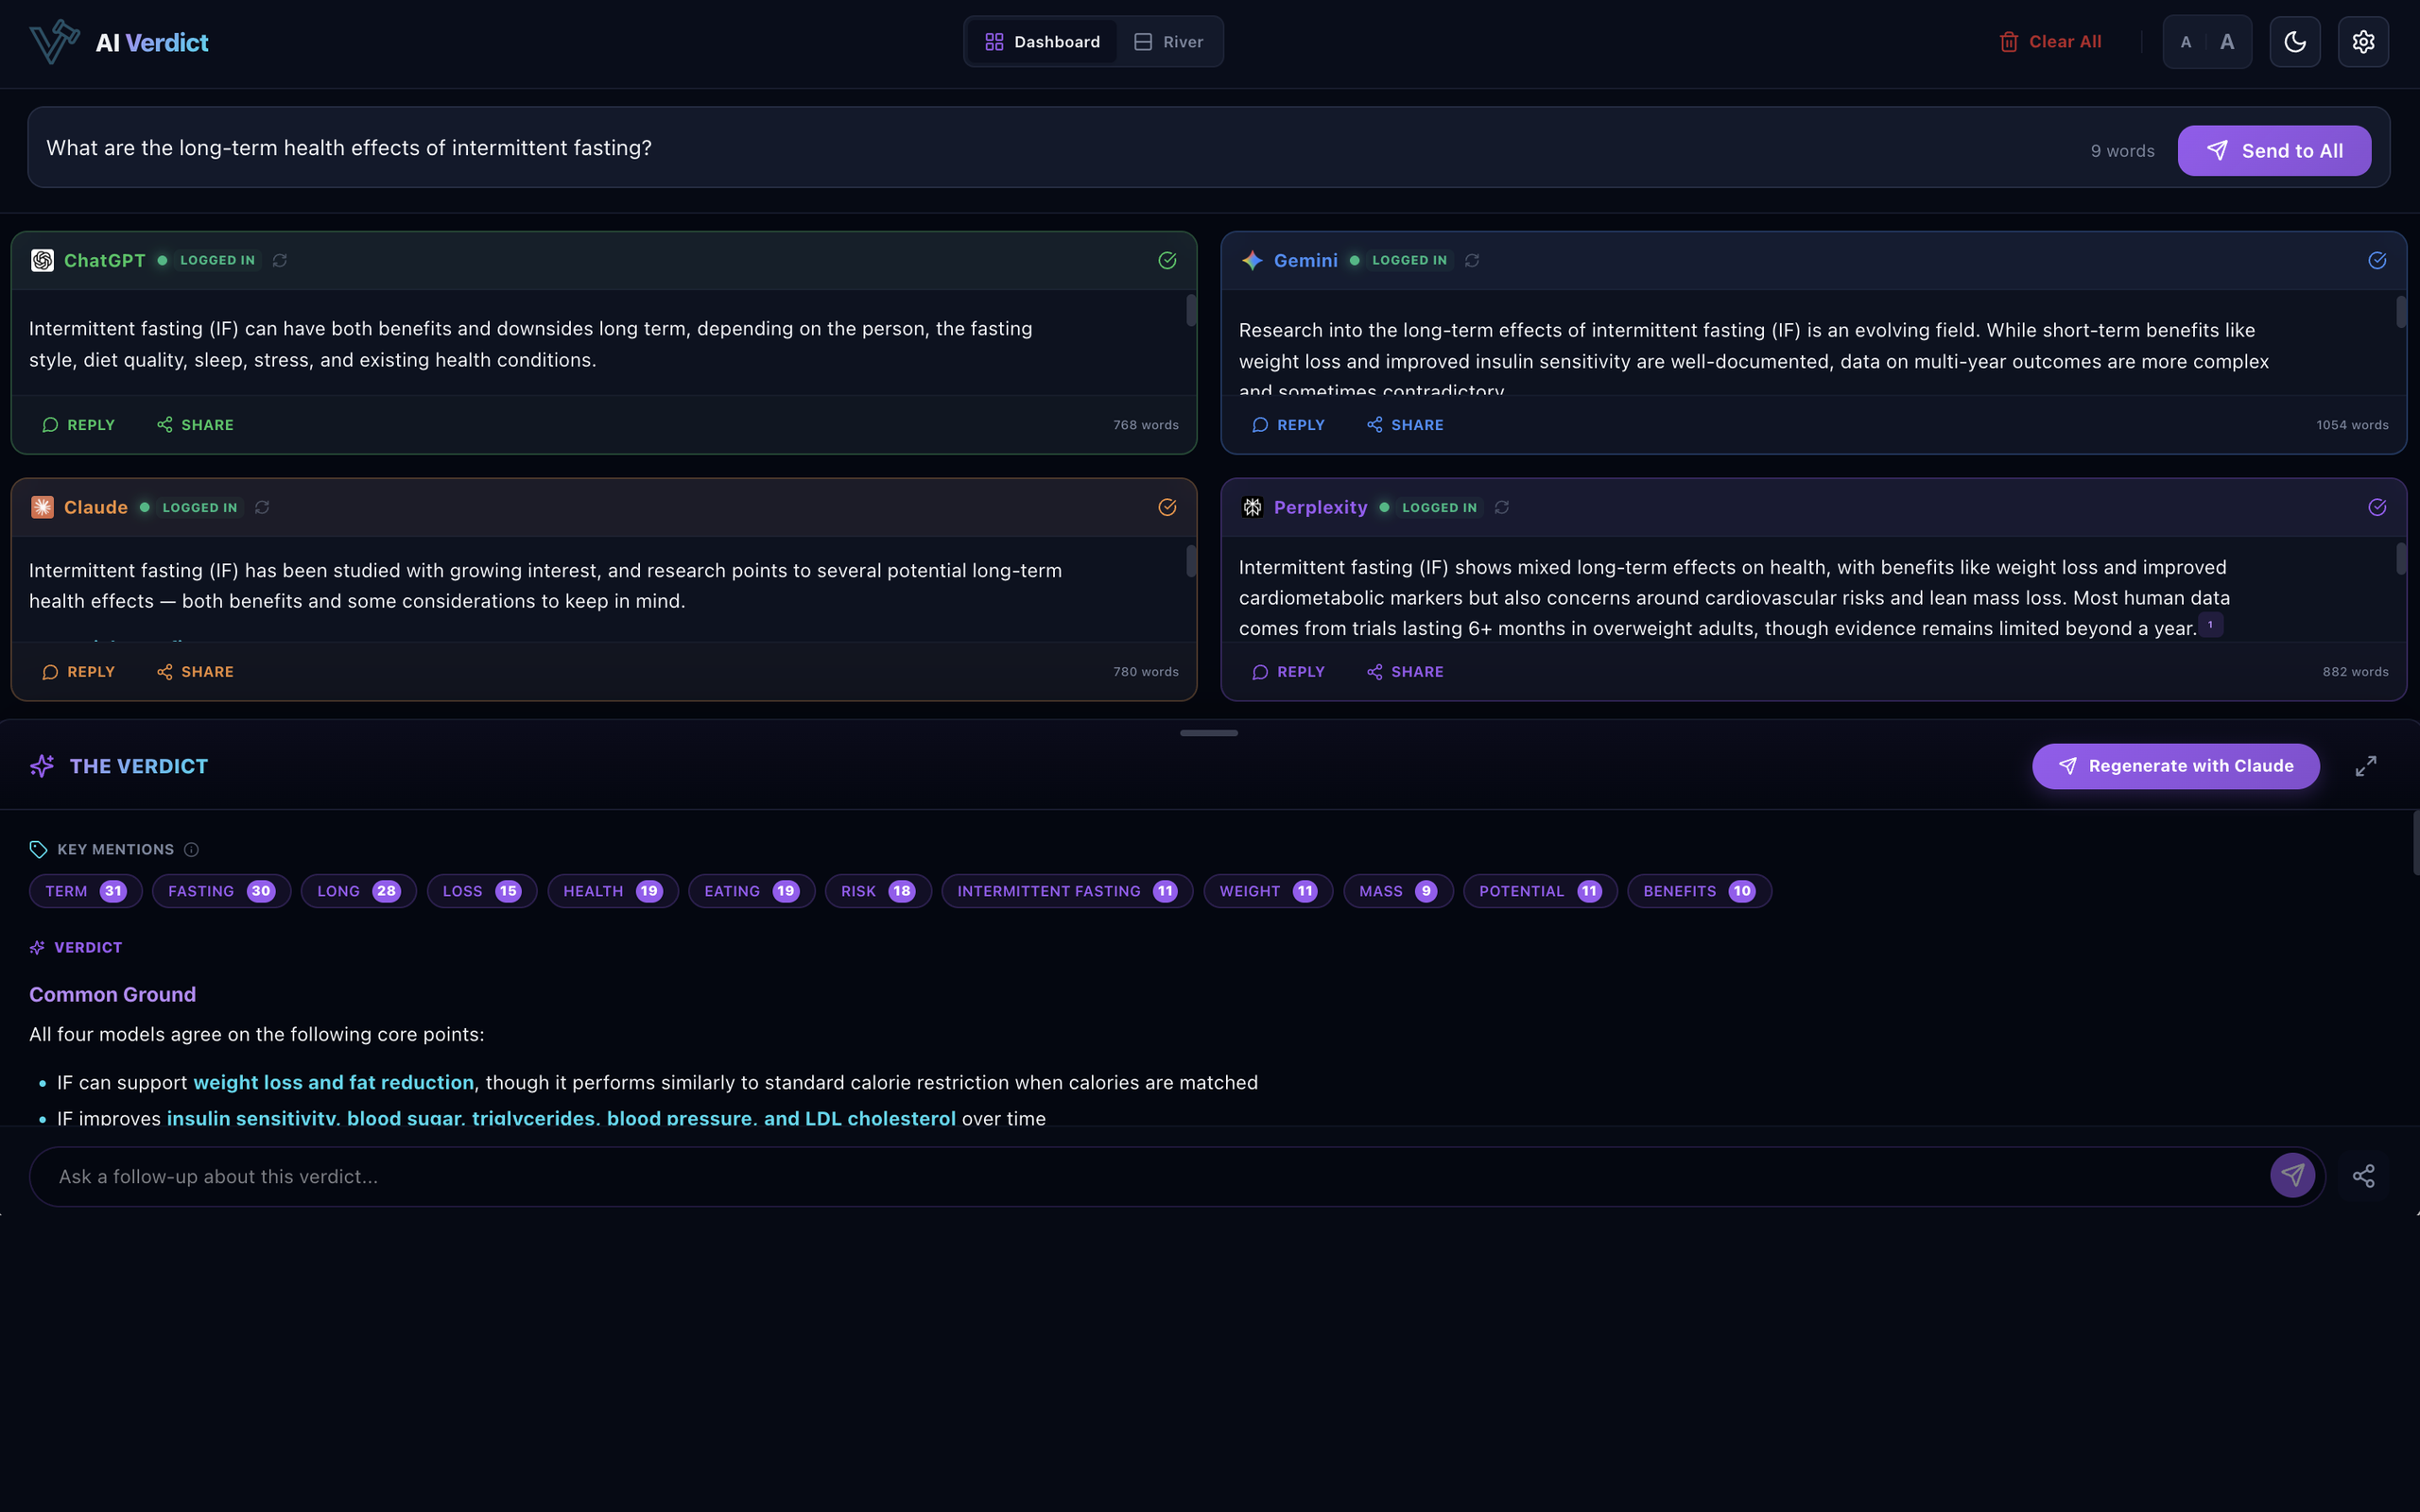 AI Verdict
Dashboard
River
Clear All
A A
What are the long-term health effects of intermittent fasting?
9 words
Send to All
ChatGPT LOGGED IN
Intermittent fasting (IF) can have both benefits and downsides long term, depending on the person, the fasting
style, diet quality, sleep, stress, and existing health conditions.
REPLY SHARE 768 words
Gemini LOGGED IN
Research into the long-term effects of intermittent fasting (IF) is an evolving field. While short-term benefits like
weight loss and improved insulin sensitivity are well-documented, data on multi-year outcomes are more complex
and sometimes contradictory.
REPLY SHARE 1054 words
Claude LOGGED IN
Intermittent fasting (IF) has been studied with growing interest, and research points to several potential long-term
health effects — both benefits and some considerations to keep in mind.
REPLY SHARE 780 words
Perplexity LOGGED IN
Intermittent fasting (IF) shows mixed long-term effects on health, with benefits like weight loss and improved
cardiometabolic markers but also concerns around cardiovascular risks and lean mass loss. Most human data
comes from trials lasting 6+ months in overweight adults, though evidence remains limited beyond a year. 1
REPLY SHARE 882 words
THE VERDICT
Regenerate with Claude
KEY MENTIONS
TERM 31 FASTING 30 LONG 28 LOSS 15 HEALTH 19 EATING 19 RISK 18 INTERMITTENT FASTING 11 WEIGHT 11 MASS 9 POTENTIAL 11 BENEFITS 10
VERDICT
Common Ground
All four models agree on the following core points:
• IF can support weight loss and fat reduction, though it performs similarly to standard calorie restriction when calories are matched
• IF improves insulin sensitivity, blood sugar, triglycerides, blood pressure, and LDL cholesterol over time
Ask a follow-up about this verdict...